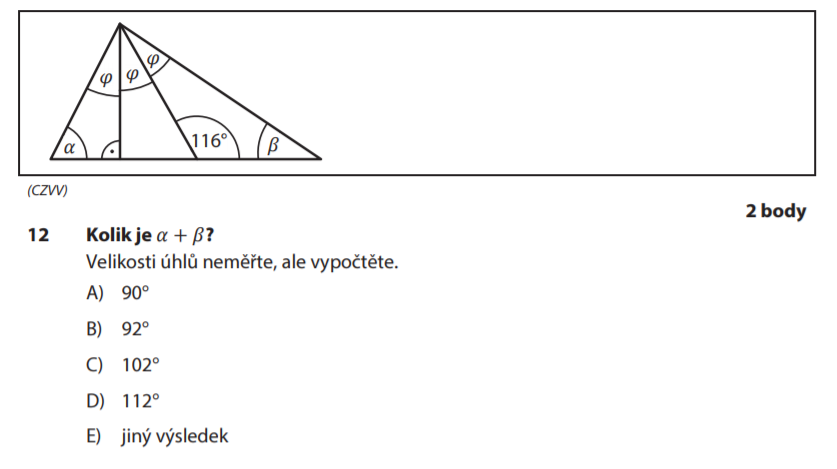 φ
φ φ
116°
α β
(CZVV)
2 body
12 Kolik je α + β?
Velikosti úhlů neměřte, ale vypočtěte.
A) 90°
B) 92°
C) 102°
D) 112°
E) jiný výsledek